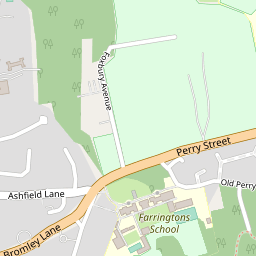 Foxbury Avenue
Perry Street
Old Perry
Ashfield Lane
Farringtons
School
Bromley Lane